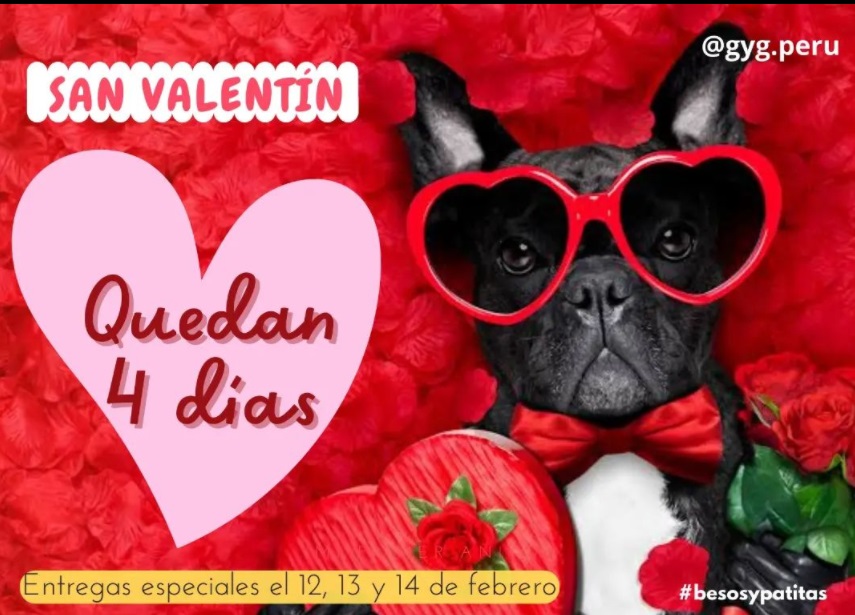 @gyg.peru
SAN VALENTÍN
Quedan
4 días
Entregas especiales el 12, 13 y 14 de febrero
#besosypatitas